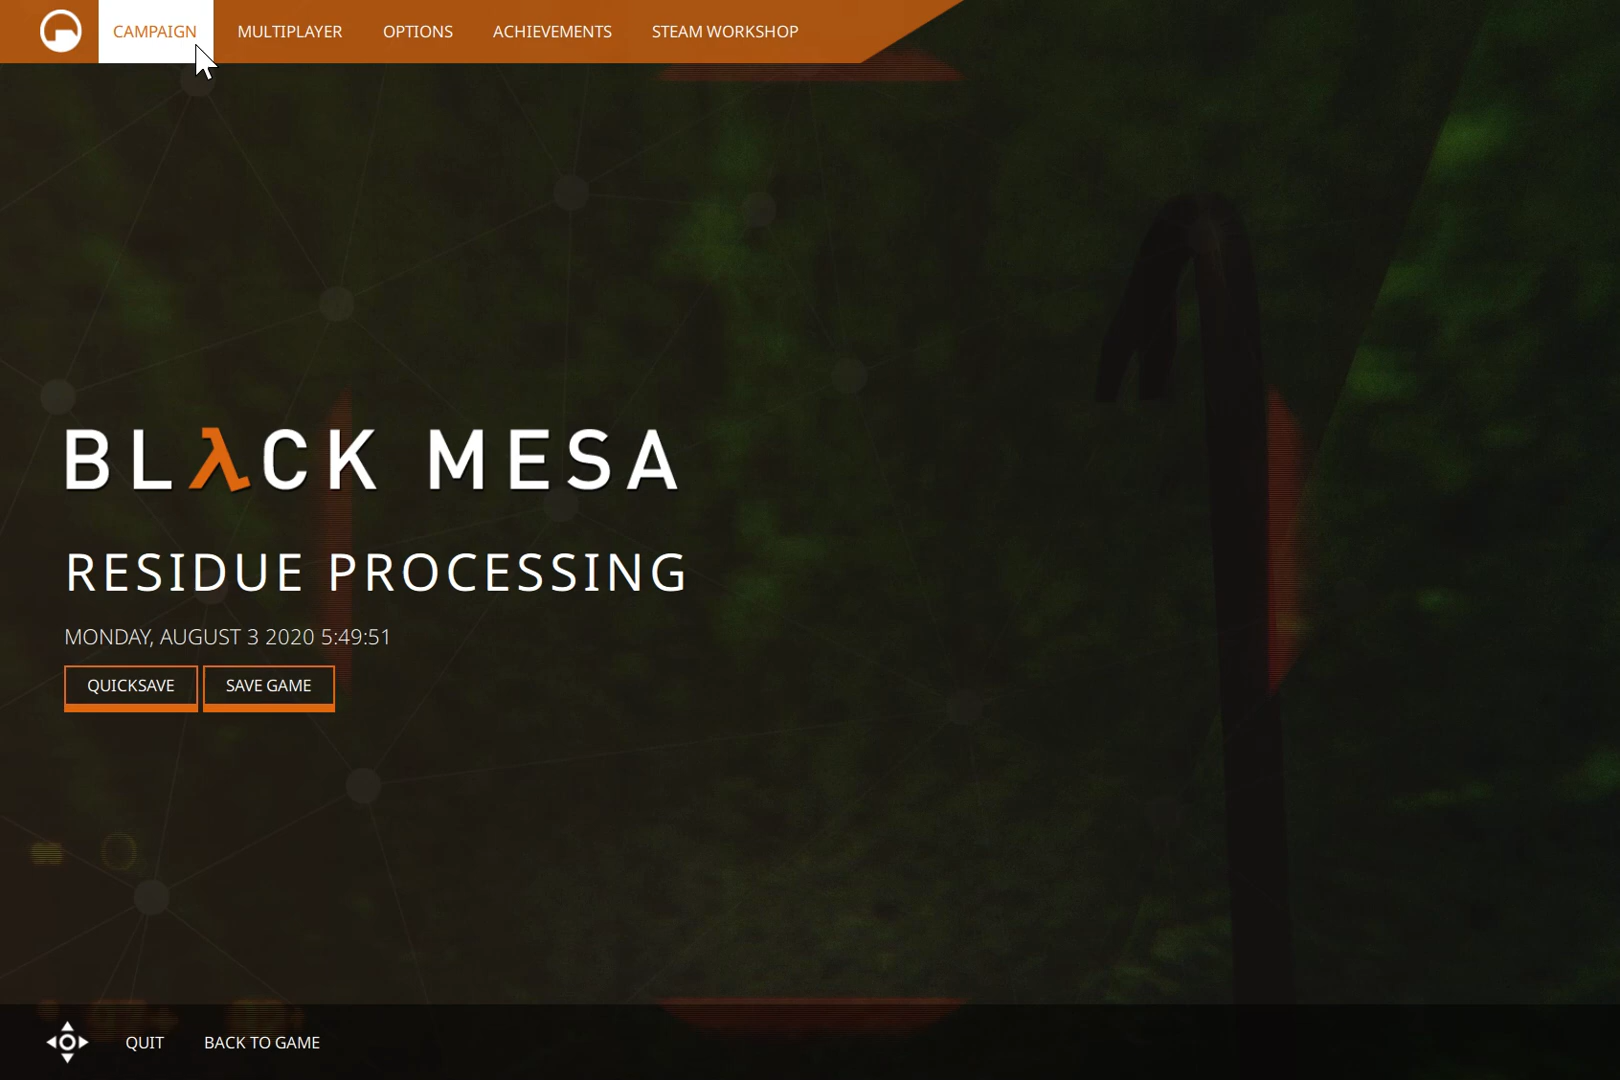 CAMPAIGN MULTIPLAYER OPTIONS ACHIEVEMENTS STEAM WORKSHOP
BLλCK MESA
RESIDUE PROCESSING
MONDAY, AUGUST 3 2020 5:49:51
QUICKSAVE SAVE GAME
QUIT BACK TO GAME